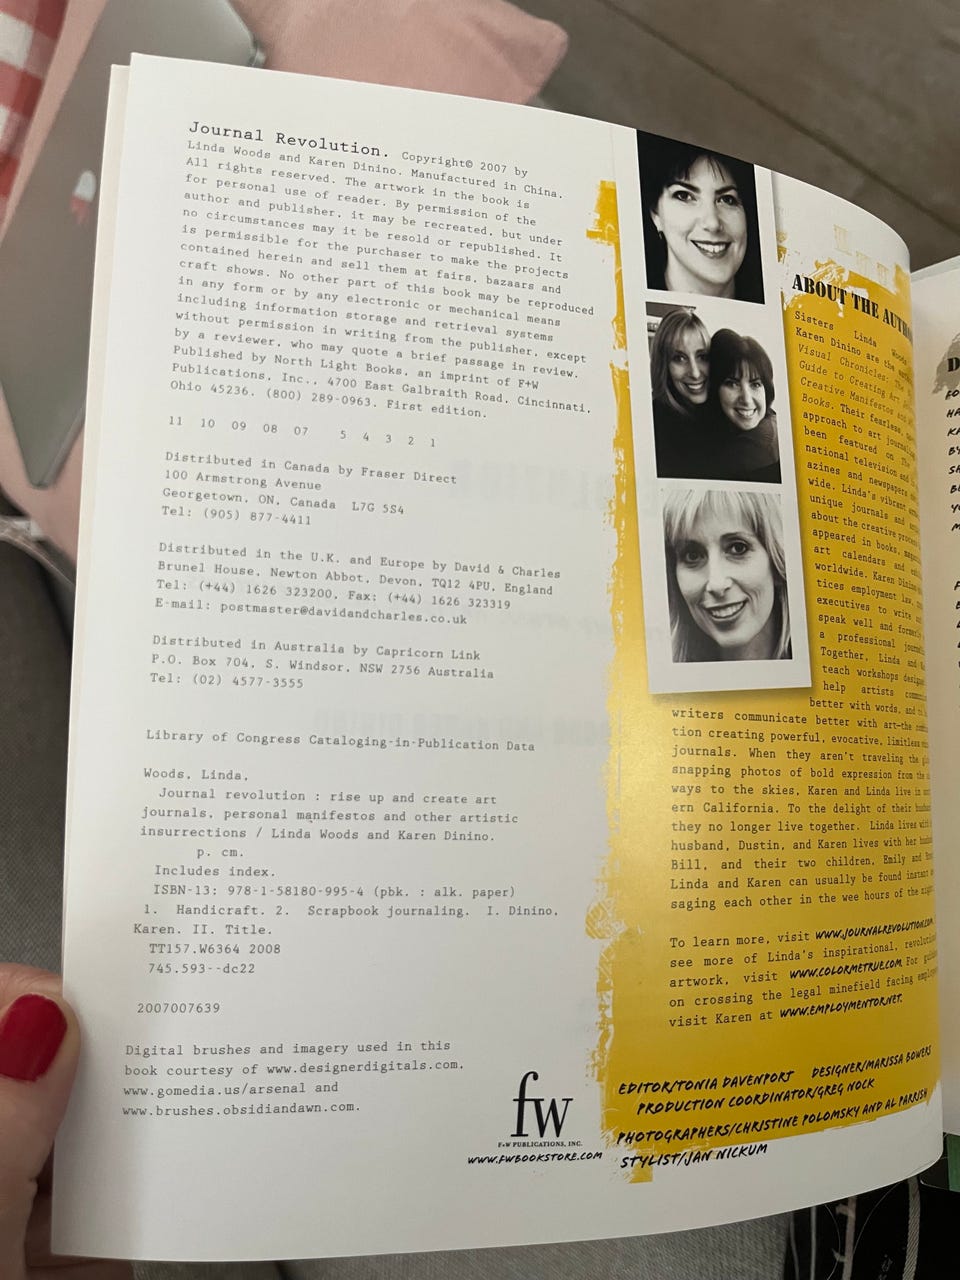 Journal Revolution. Copyright© 2007 by
Linda Woods and Karen Dinino. Manufactured in China.
All rights reserved. The artwork in the book is
for personal use of reader. By permission of the
author and publisher, it may be recreated, but under
no circumstances may it be resold or republished. It
is permissible for the purchaser to make the projects
contained herein and sell them at fairs, bazaars and
craft shows. No other part of this book may be reproduced
in any form or by any electronic or mechanical means
including information storage and retrieval systems
without permission in writing from the publisher, except
by a reviewer, who may quote a brief passage in review.
Published by North Light Books, an imprint of F+W
Publications, Inc., 4700 East Galbraith Road, Cincinnati,
Ohio 45236. (800) 289-0963. First edition.
11 10 09 08 07 5 4 3 2 1
Distributed in Canada by Fraser Direct
100 Armstrong Avenue
Georgetown, ON, Canada L7G 5S4
Tel: (905) 877-4411
Distributed in the U.K. and Europe by David & Charles
Brunel House, Newton Abbot, Devon, TQ12 4PU, England
Tel: (+44) 1626 323200, Fax: (+44) 1626 323319
E-mail: postmaster@davidandcharles.co.uk
Distributed in Australia by Capricorn Link
P.O. Box 704, S. Windsor, NSW 2756 Australia
Tel: (02) 4577-3555
Library of Congress Cataloging-in-Publication Data
Woods, Linda,
Journal revolution : rise up and create art
journals, personal manifestos and other artistic
insurrections / Linda Woods and Karen Dinino.
p. cm.
Includes index.
ISBN-13: 978-1-58180-995-4 (pbk. : alk. paper)
1. Handicraft. 2. Scrapbook journaling. I. Dinino,
Karen. II. Title.
TT157.W6364 2008
745.593--dc22
2007007639
Digital brushes and imagery used in this
book courtesy of www.designerdigitals.com,
www.gomedia.us/arsenal and
www.brushes.obsidiandawn.com.
fw
F+W PUBLICATIONS, INC.
WWW.FWBOOKSTORE.COM
ABOUT THE
Sisters Linda Woods
Karen Dinino are the
Visual Chronicles: The
Guide to Creating Art
Creative Manifestos and
Books. Their fearless,
approach to art
been featured on
national television and
azines and newspapers
wide. Linda's vibrant
unique journals and
about the creative
appeared in books,
art calendars and
worldwide. Karen Dinino
tices employment law,
executives to write
speak well and
a professional
Together, Linda and
teach workshops
help artists
better with words, and
writers communicate better with art—the
tion creating powerful, evocative, limitless
journals. When they aren't traveling the
snapping photos of bold expression from the
ways to the skies, Karen and Linda live in
ern California. To the delight of their
they no longer live together. Linda lives with
husband, Dustin, and Karen lives with her
Bill, and their two children, Emily and
Linda and Karen can usually be found instant
saging each other in the wee hours of the
To learn more, visit WWW.JOURNALREVOLUTION.COM.
see more of Linda's inspirational,
artwork, visit WWW.COLORMETRUE.COM. For
on crossing the legal minefield facing
visit Karen at WWW.EMPLOYMENTOR.NET.
EDITOR/TONIA DAVENPORT DESIGNER/MARISSA BOWERS
PRODUCTION COORDINATOR/GREG NOCK
PHOTOGRAPHERS/CHRISTINE POLOMSKY AND AL PARRISH
STYLIST/JAN NICKUM